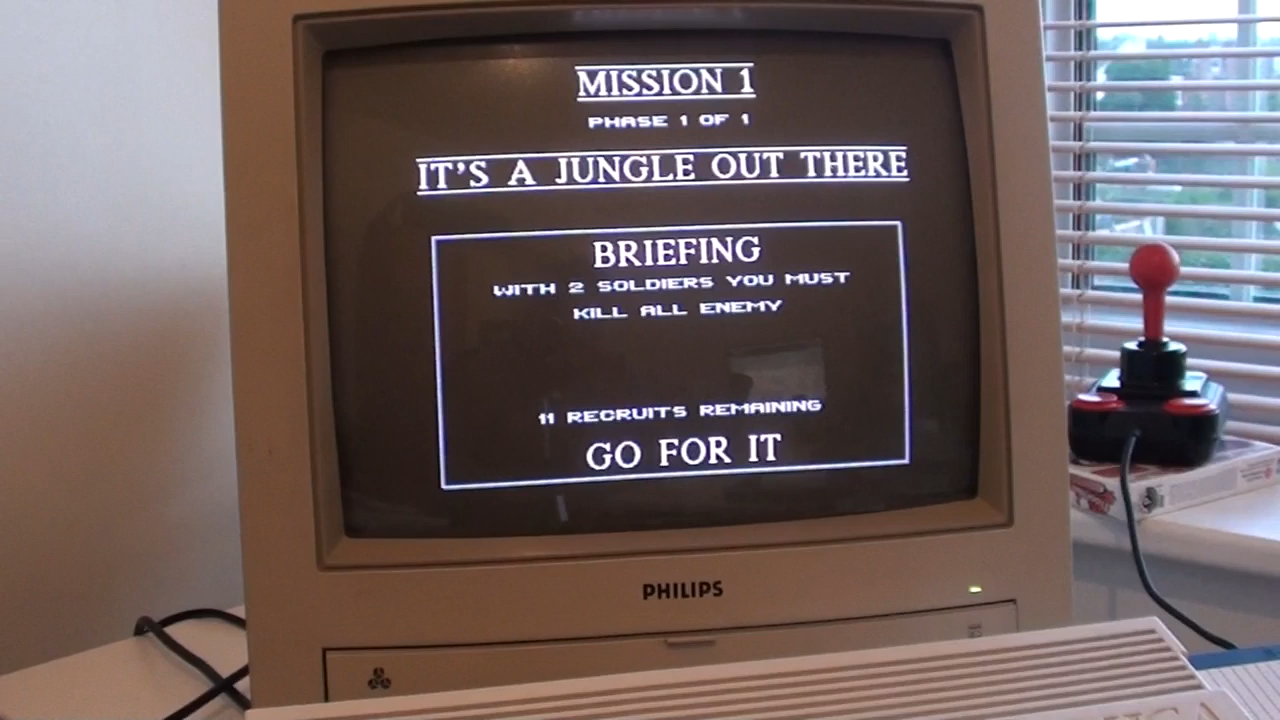 MISSION 1
PHASE 1 OF 1
IT'S A JUNGLE OUT THERE
BRIEFING
WITH 2 SOLDIERS YOU MUST
KILL ALL ENEMY
11 RECRUITS REMAINING
GO FOR IT
PHILIPS